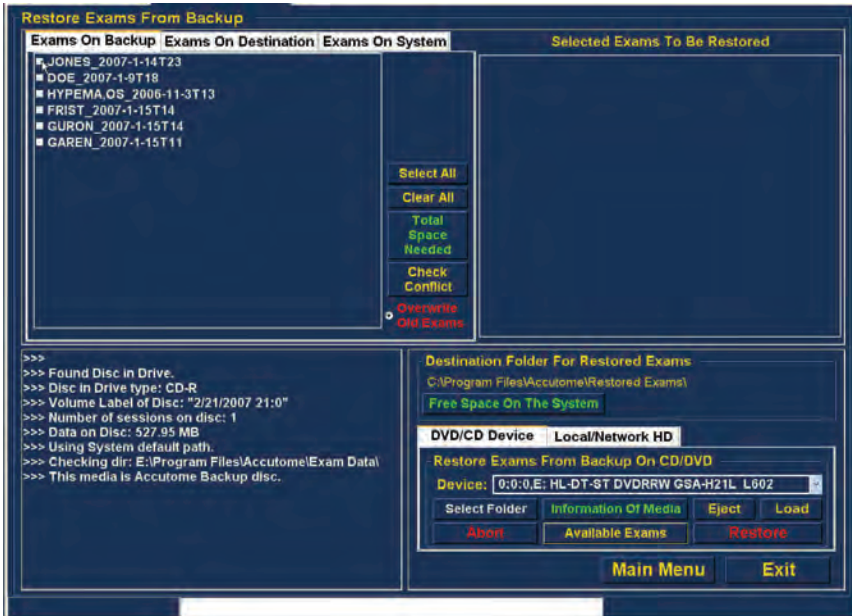 Restore Exams From Backup
Exams On Backup Exams On Destination Exams On System
JONES_2007-1-14T23
DOE_2007-1-9T18
HYPEMA,OS_2006-11-3T13
FRIST_2007-1-15T14
GURON_2007-1-15T14
GAREN_2007-1-15T11
Select All
Clear All
Total
Space
Needed
Check
Conflict
Overwrite
Old Exams
Selected Exams To Be Restored
>>>
>>> Found Disc in Drive.
>>> Disc in Drive type: CD-R
>>> Volume Label of Disc: "2/21/2007 21:0"
>>> Number of sessions on disc: 1
>>> Data on Disc: 527.95 MB
>>> Using System default path.
>>> Checking dir: E:\Program Files\Accutome\Exam Data\
>>> This media is Accutome Backup disc.
Destination Folder For Restored Exams
C:\Program Files\Accutome\Restored Exams\
Free Space On The System
DVD/CD Device Local/Network HD
Restore Exams From Backup On CD/DVD
Device: 0:0:0,E: HL-DT-ST DVDRRW GSA-H21L L602
Select Folder Information Of Media Eject Load
Abort Available Exams Restore
Main Menu Exit